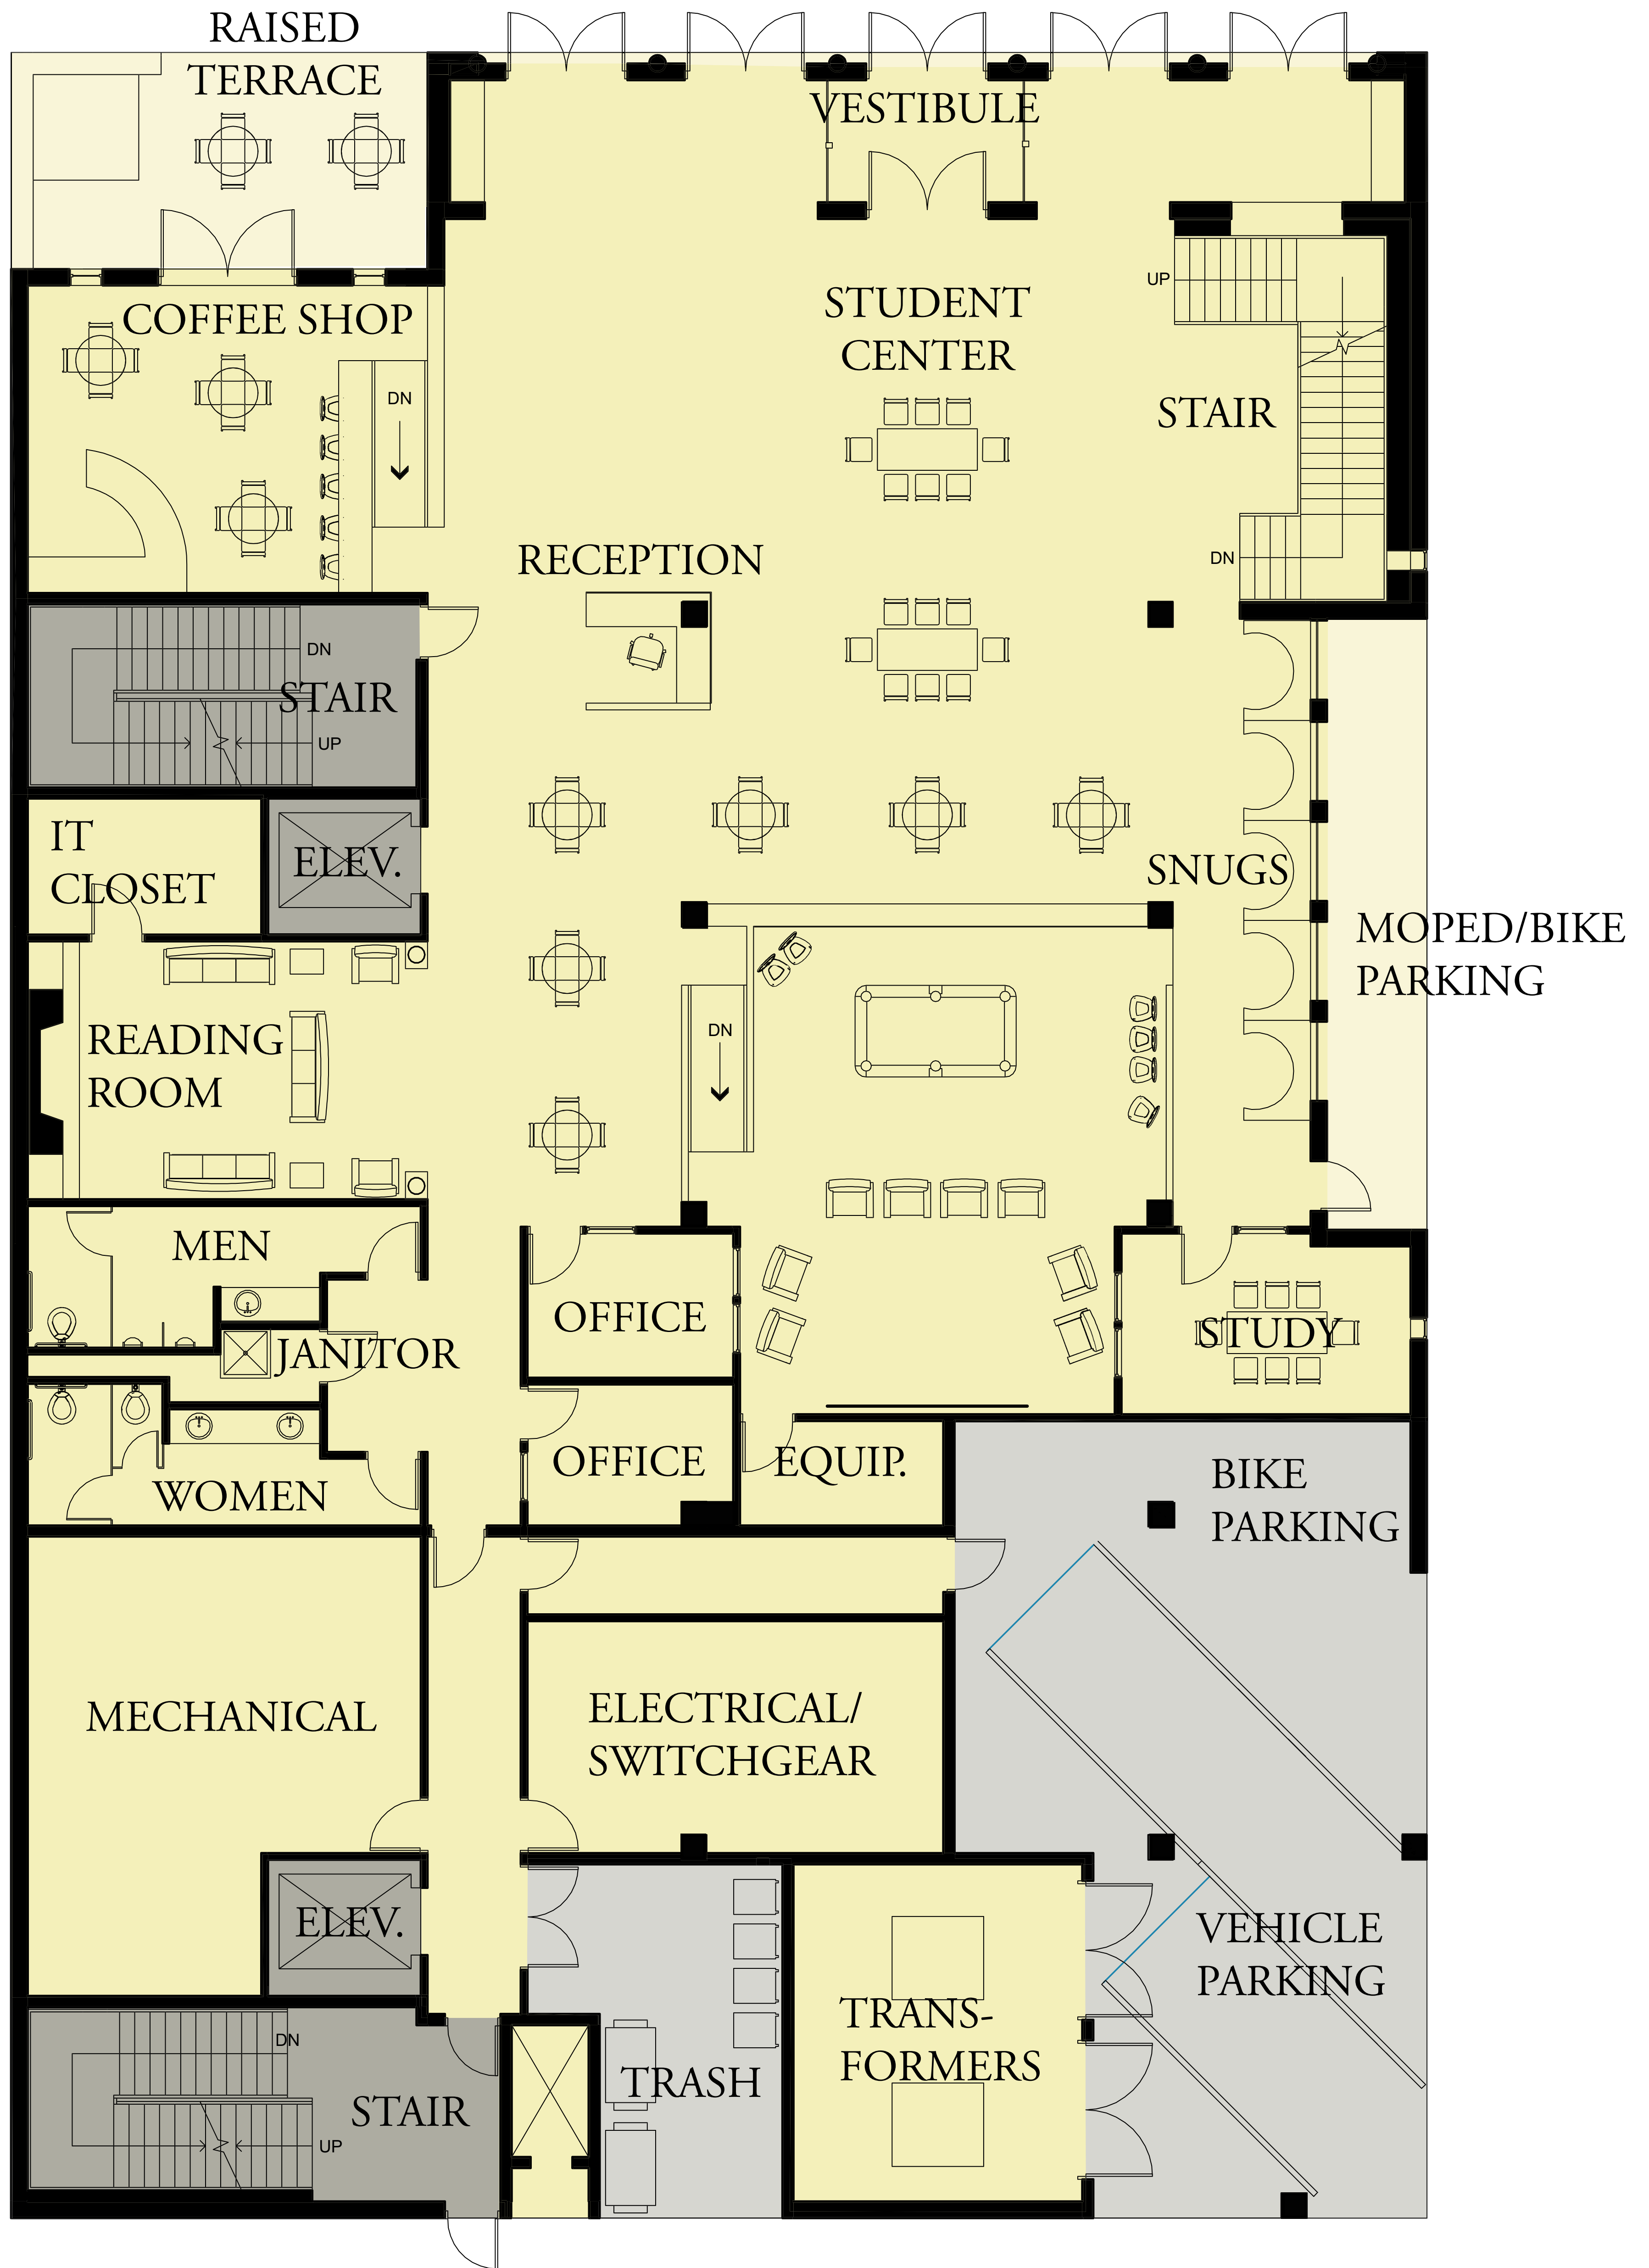 RAISED
TERRACE
VESTIBULE
COFFEE SHOP
STUDENT
CENTER
UP
DN
STAIR
DN
RECEPTION
DN
STAIR
UP
IT
CLOSET
ELEV.
SNUGS
MOPED/BIKE
PARKING
READING
ROOM
DN
MEN
OFFICE
STUDY
JANITOR
OFFICE
EQUIP.
BIKE
PARKING
WOMEN
MECHANICAL
ELECTRICAL/
SWITCHGEAR
ELEV.
VEHICLE
PARKING
TRANS-
FORMERS
DN
TRASH
STAIR
UP